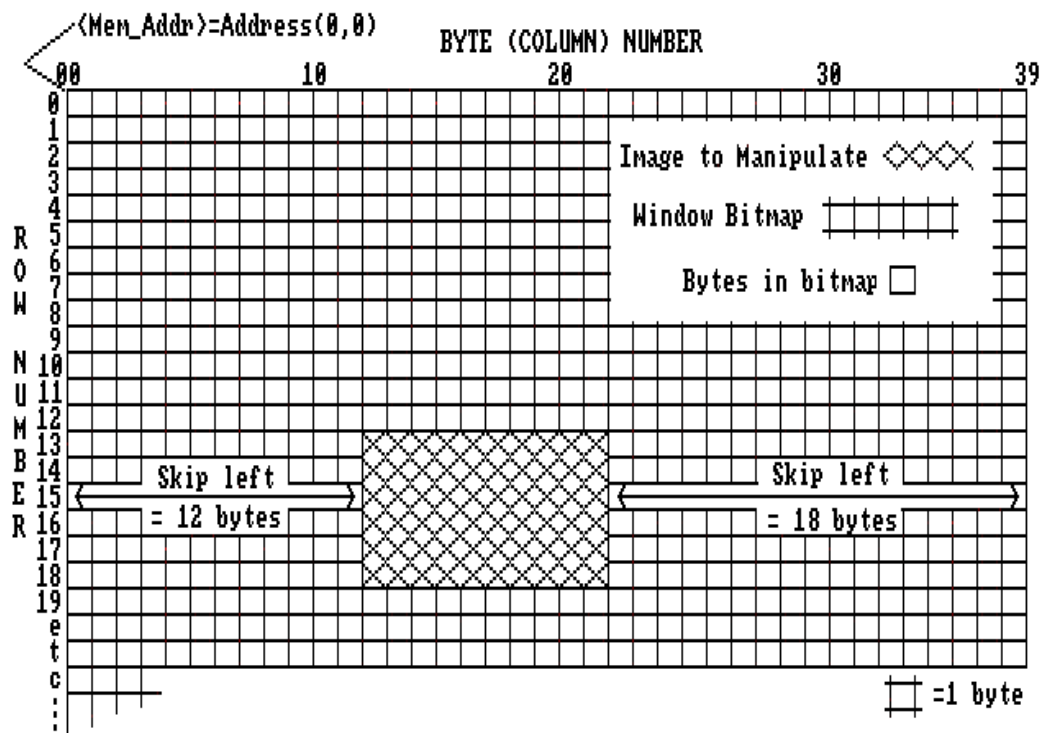 <Mem_Addr>=Address(0,0)
BYTE (COLUMN) NUMBER
00 10 20 30 39
0
1
2
3
4
5
6
7
8
9
10
11
12
13
14
15
16
17
18
19
e
t
c
:
ROW NUMBER
Image to Manipulate
Window Bitmap
Bytes in bitmap
Skip left
= 12 bytes
Skip left
= 18 bytes
=1 byte